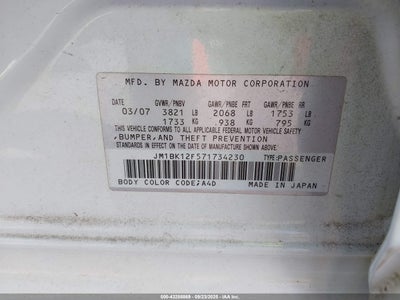 MFD. BY MAZDA MOTOR CORPORATION
DATE GVWR/PNBV GAWR/PNBE FRT GAWR/PNBE RR
03/07 3821 LB 2068 LB 1753 LB
1733 KG 938 KG 795 KG
THIS VEHICLE CONFORMS TO ALL APPLICABLE FEDERAL MOTOR VEHICLE SAFETY
,BUMPER,AND THEFT PREVENTION
STANDARDS IN EFFECT ON THE DATE OF MANUFACTURE SHOWN ABOVE.
JM1BK12F571734230 TYPE:PASSENGER
BODY COLOR CODE:A4D MADE IN JAPAN